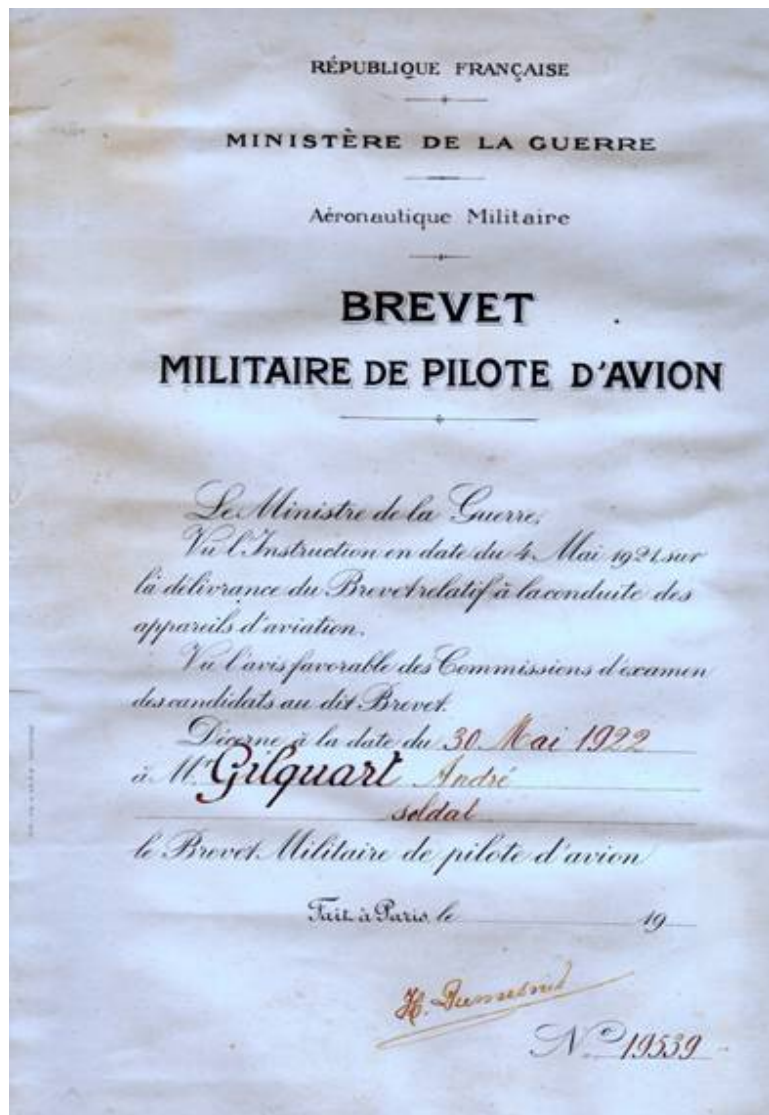 RÉPUBLIQUE FRANÇAISE
MINISTÈRE DE LA GUERRE
Aéronautique Militaire
BREVET
MILITAIRE DE PILOTE D'AVION
Le Ministre de la Guerre,
Vu l'Instruction en date du 4 Mai 1921, sur
la délivrance du Brevet relatif à la conduite des
appareils d'aviation.
Vu l'avis favorable des Commissions d'examen
des candidats au dit Brevet.
Décerne à la date du 30 Mai 1922
à Mr. Gilquart André
soldat
le Brevet Militaire de pilote d'avion
Fait à Paris, le 19
H. Dumesnil
No 19539